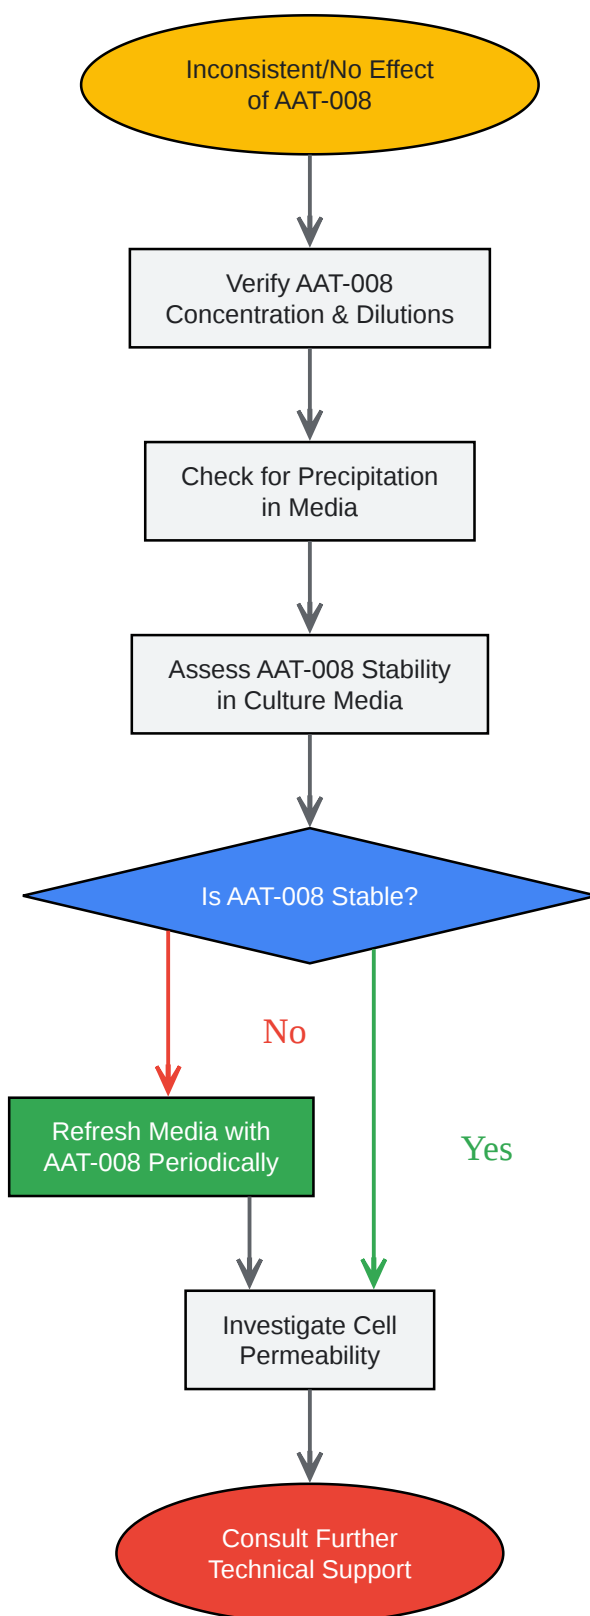 Inconsistent/No Effect
of AAT-008
Verify AAT-008
Concentration & Dilutions
Check for Precipitation
in Media
Assess AAT-008 Stability
in Culture Media
Is AAT-008 Stable?
No
Refresh Media with
AAT-008 Periodically
Yes
Investigate Cell
Permeability
Consult Further
Technical Support